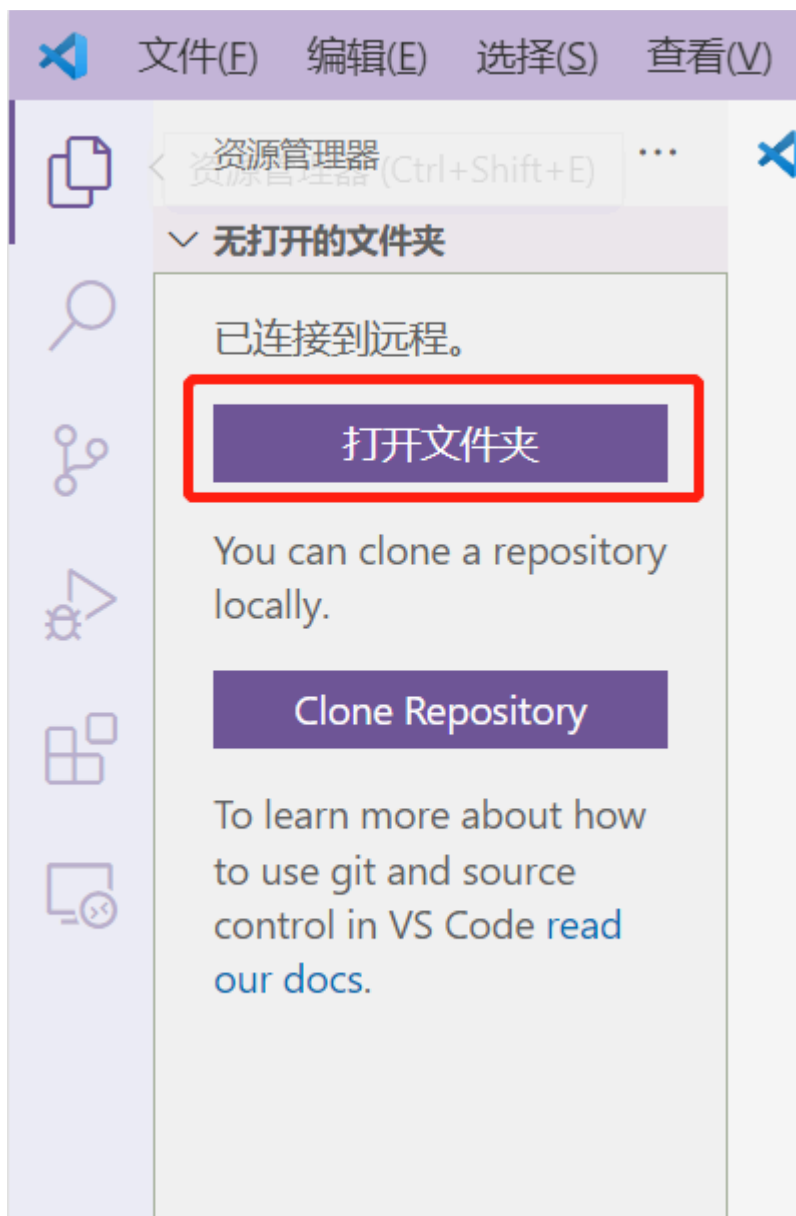 文件(F) 编辑(E) 选择(S) 查看(V)
资源管理器 ...
资源管理器 (Ctrl+Shift+E)
无打开的文件夹
已连接到远程。
打开文件夹
You can clone a repository
locally.
Clone Repository
To learn more about how
to use git and source
control in VS Code read
our docs.